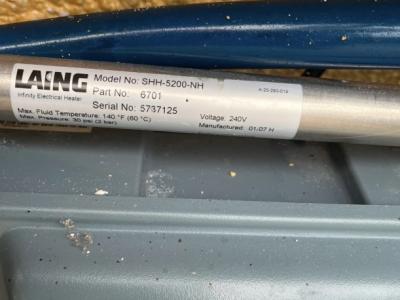 LAING
Infinity Electrical Heater
Model No: SHH-5200-NH
Part No: 6701
Serial No: 5737125
Max. Fluid Temperature: 140 °F (60 °C)
Max. Pressure: 30 psi (2 bar)
Voltage: 240V
Manufactured 01-07 H